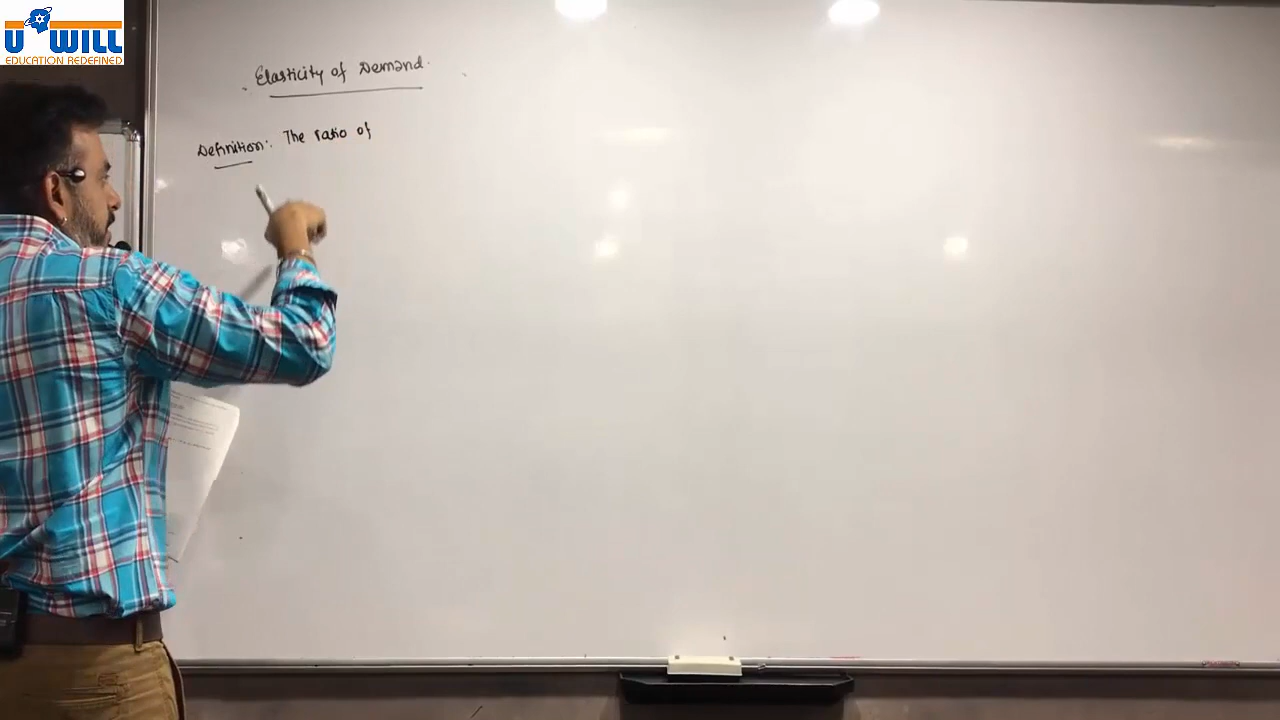 U WILL
EDUCATION REDEFINED
Elasticity of Demand.
Definition:. The ratio of